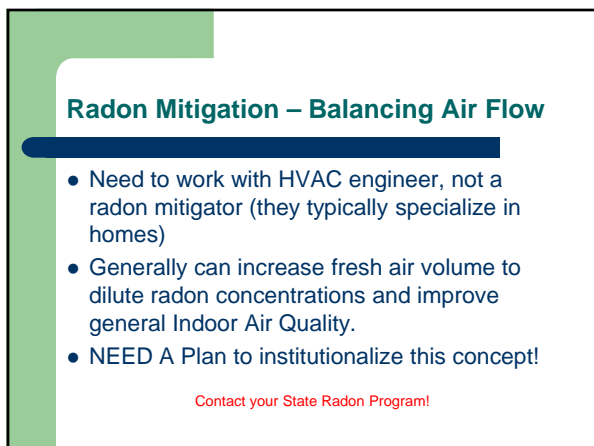 Radon Mitigation – Balancing Air Flow
● Need to work with HVAC engineer, not a
radon mitigator (they typically specialize in
homes)
● Generally can increase fresh air volume to
dilute radon concentrations and improve
general Indoor Air Quality.
● NEED A Plan to institutionalize this concept!
Contact your State Radon Program!